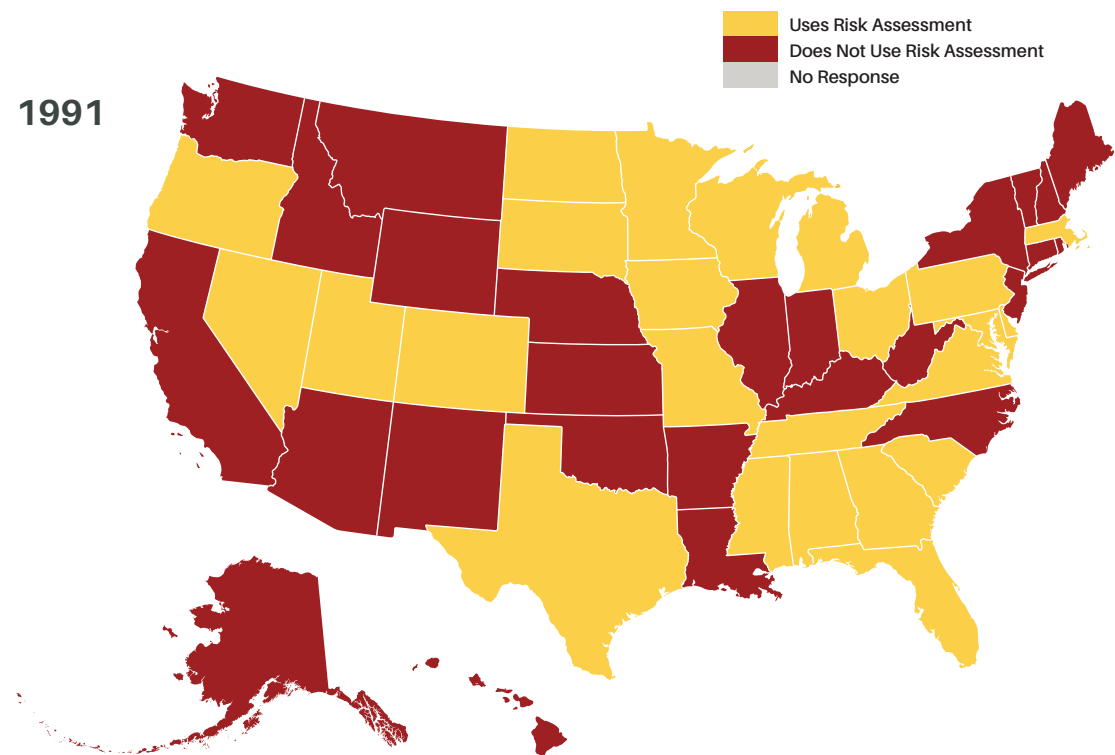 Uses Risk Assessment
Does Not Use Risk Assessment
No Response
1991